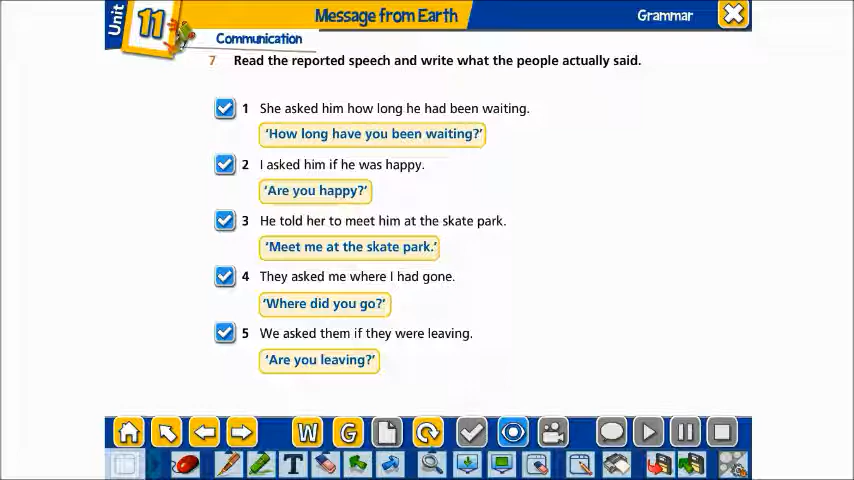 Unit
11
Message from Earth
Grammar
Communication
7 Read the reported speech and write what the people actually said.
1 She asked him how long he had been waiting.
‘How long have you been waiting?’
2 I asked him if he was happy.
‘Are you happy?’
3 He told her to meet him at the skate park.
‘Meet me at the skate park.’
4 They asked me where I had gone.
‘Where did you go?’
5 We asked them if they were leaving.
‘Are you leaving?’
W G
T